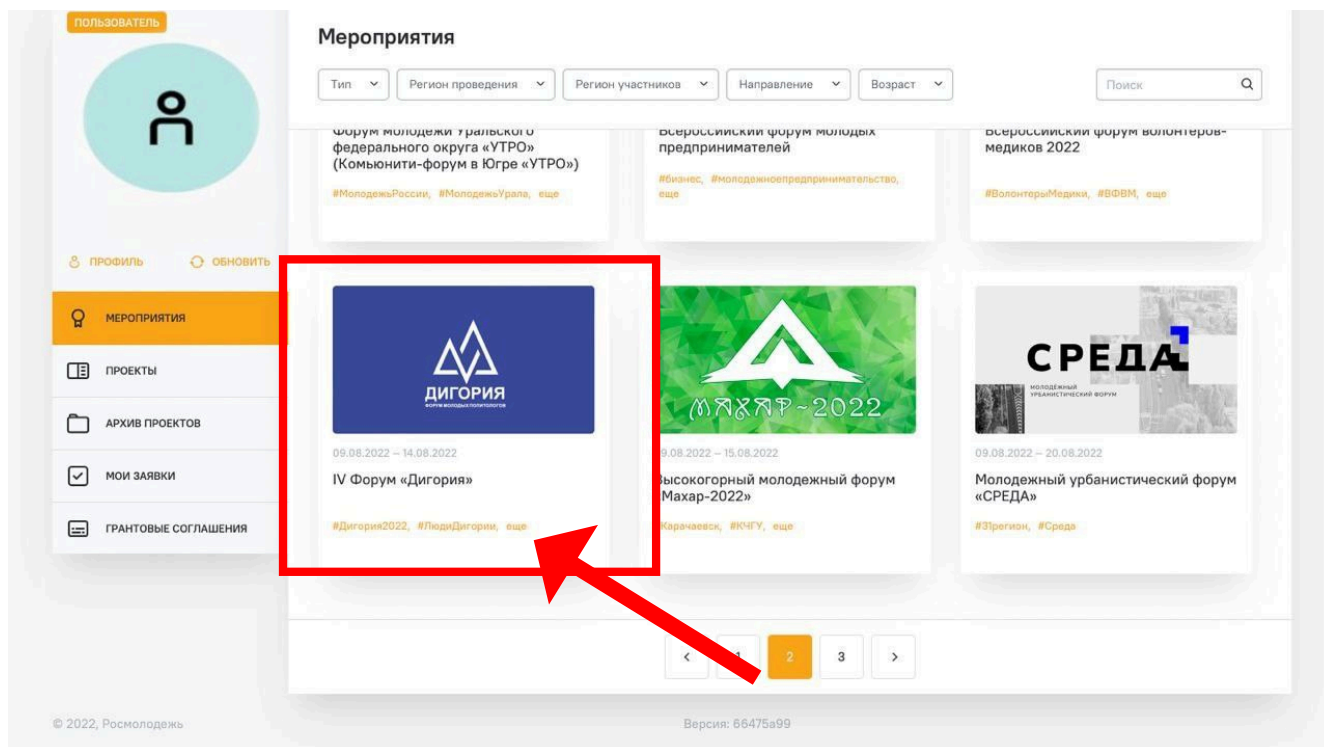 ПОЛЬЗОВАТЕЛЬ
ПРОФИЛЬ
ОБНОВИТЬ
МЕРОПРИЯТИЯ
ПРОЕКТЫ
АРХИВ ПРОЕКТОВ
МОИ ЗАЯВКИ
ГРАНТОВЫЕ СОГЛАШЕНИЯ
Мероприятия
Тип
Регион проведения
Регион участников
Направление
Возраст
Поиск
Форум молодежи Уральского
федерального округа «УТРО»
(Комьюнити-форум в Югре «УТРО»)
#МолодежьРоссии, #МолодежьУрала, еще
Всероссийский форум молодых
предпринимателей
#бизнес, #молодежноепредпринимательство,
еще
Всероссийский форум волонтеров-
медиков 2022
#ВолонтерыМедики, #ВФВМ, еще
ДИГОРИЯ
ФОРУМ МОЛОДЫХ ПОЛИТОЛОГОВ
09.08.2022 – 14.08.2022
IV Форум «Дигория»
#Дигория2022, #ЛюдиДигории, еще
МАХАР-2022
9.08.2022 – 15.08.2022
Высокогорный молодежный форум
«Махар-2022»
Карачаевск, #КЧГУ, еще
СРЕДА
МОЛОДЁЖНЫЙ
УРБАНИСТИЧЕСКИЙ ФОРУМ
09.08.2022 – 20.08.2022
Молодежный урбанистический форум
«СРЕДА»
#31регион, #Среда
1
2
3
© 2022, Росмолодежь
Версия: 66475a99